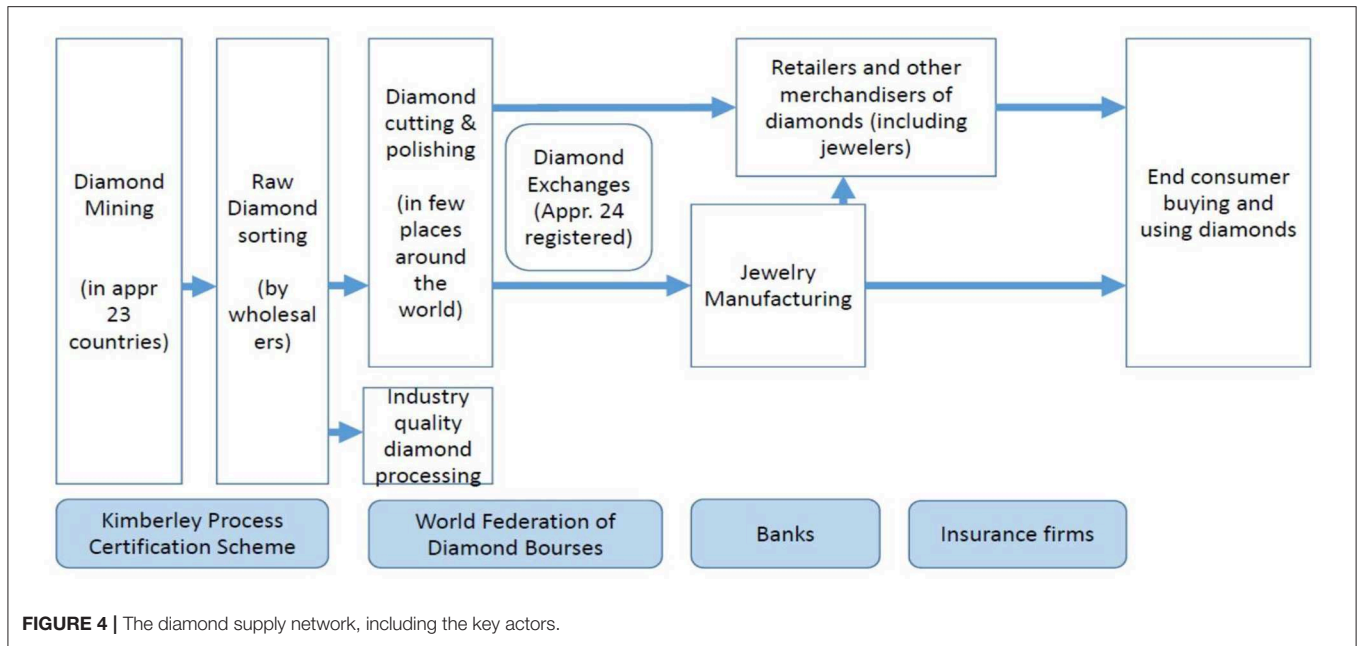 Diamond
Mining
(in appr
23
countries)
Raw
Diamond
sorting
(by
wholesal
ers)
Diamond
cutting &
polishing
(in few
places
around
the
world)
Industry
quality
diamond
processing
Diamond
Exchanges
(Appr. 24
registered)
Retailers and other
merchandisers of
diamonds (including
jewelers)
Jewelry
Manufacturing
End consumer
buying and
using diamonds
Kimberley Process
Certification Scheme
World Federation of
Diamond Bourses
Banks
Insurance firms
FIGURE 4 | The diamond supply network, including the key actors.